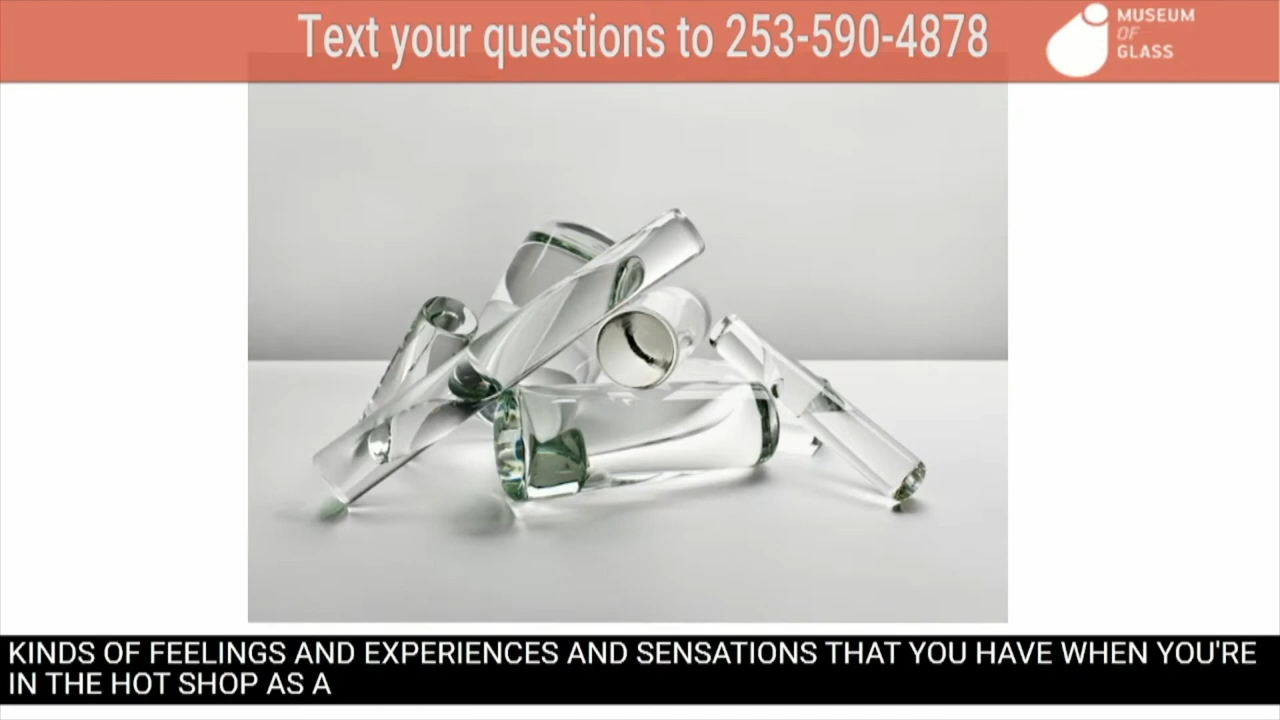 Text your questions to 253-590-4878
MUSEUM
OF
GLASS
KINDS OF FEELINGS AND EXPERIENCES AND SENSATIONS THAT YOU HAVE WHEN YOU'RE
IN THE HOT SHOP AS A